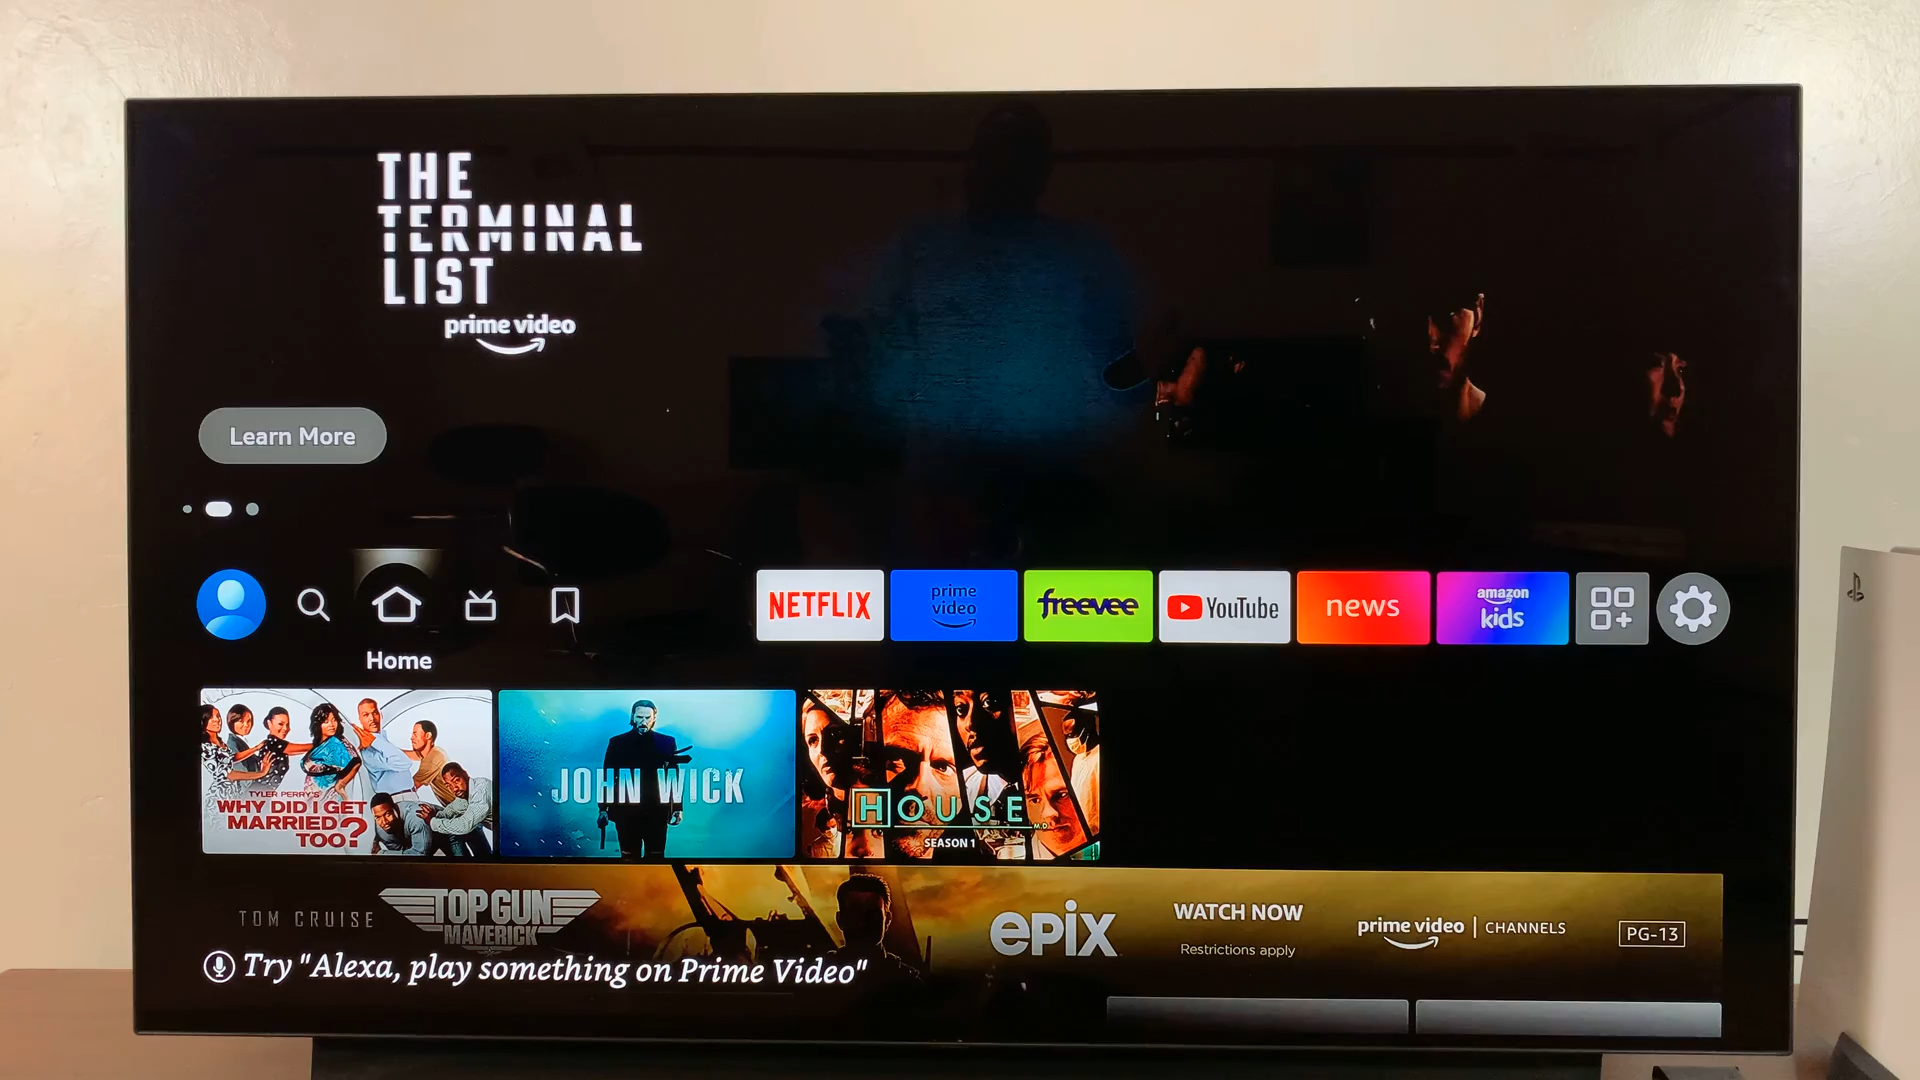 THE
TERMINAL
LIST
prime video
Learn More
NETFLIX
prime
video
freevee
YouTube
news
amazon
kids
Home
TYLER PERRY'S
WHY DID I GET
MARRIED
TOO?
JOHN WICK
HOUSE M.D.
SEASON 1
TOM CRUISE
TOP GUN
MAVERICK
epix
WATCH NOW
Restrictions apply
prime video | CHANNELS
PG-13
Try "Alexa, play something on Prime Video"